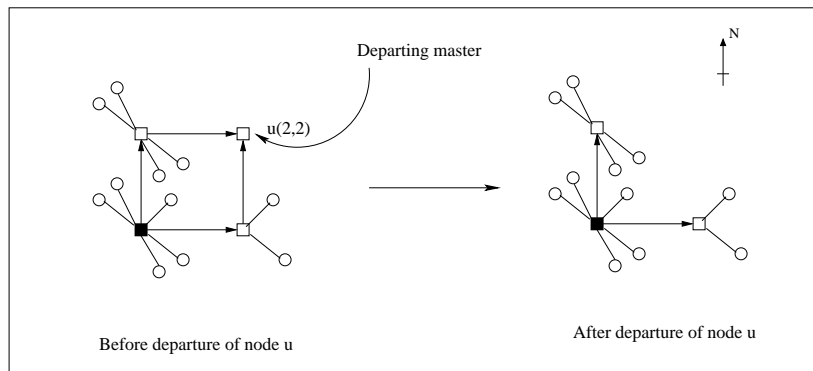 Departing master
N
u(2,2)
Before departure of node u
After departure of node u